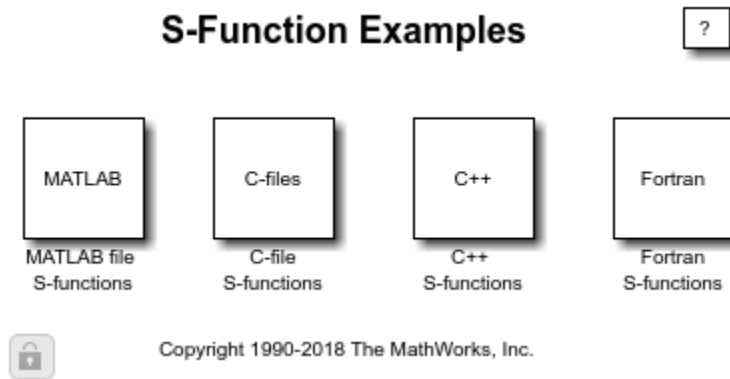 S-Function Examples
?
MATLAB
C-files
C++
Fortran
MATLAB file
S-functions
C-file
S-functions
C++
S-functions
Fortran
S-functions
Copyright 1990-2018 The MathWorks, Inc.